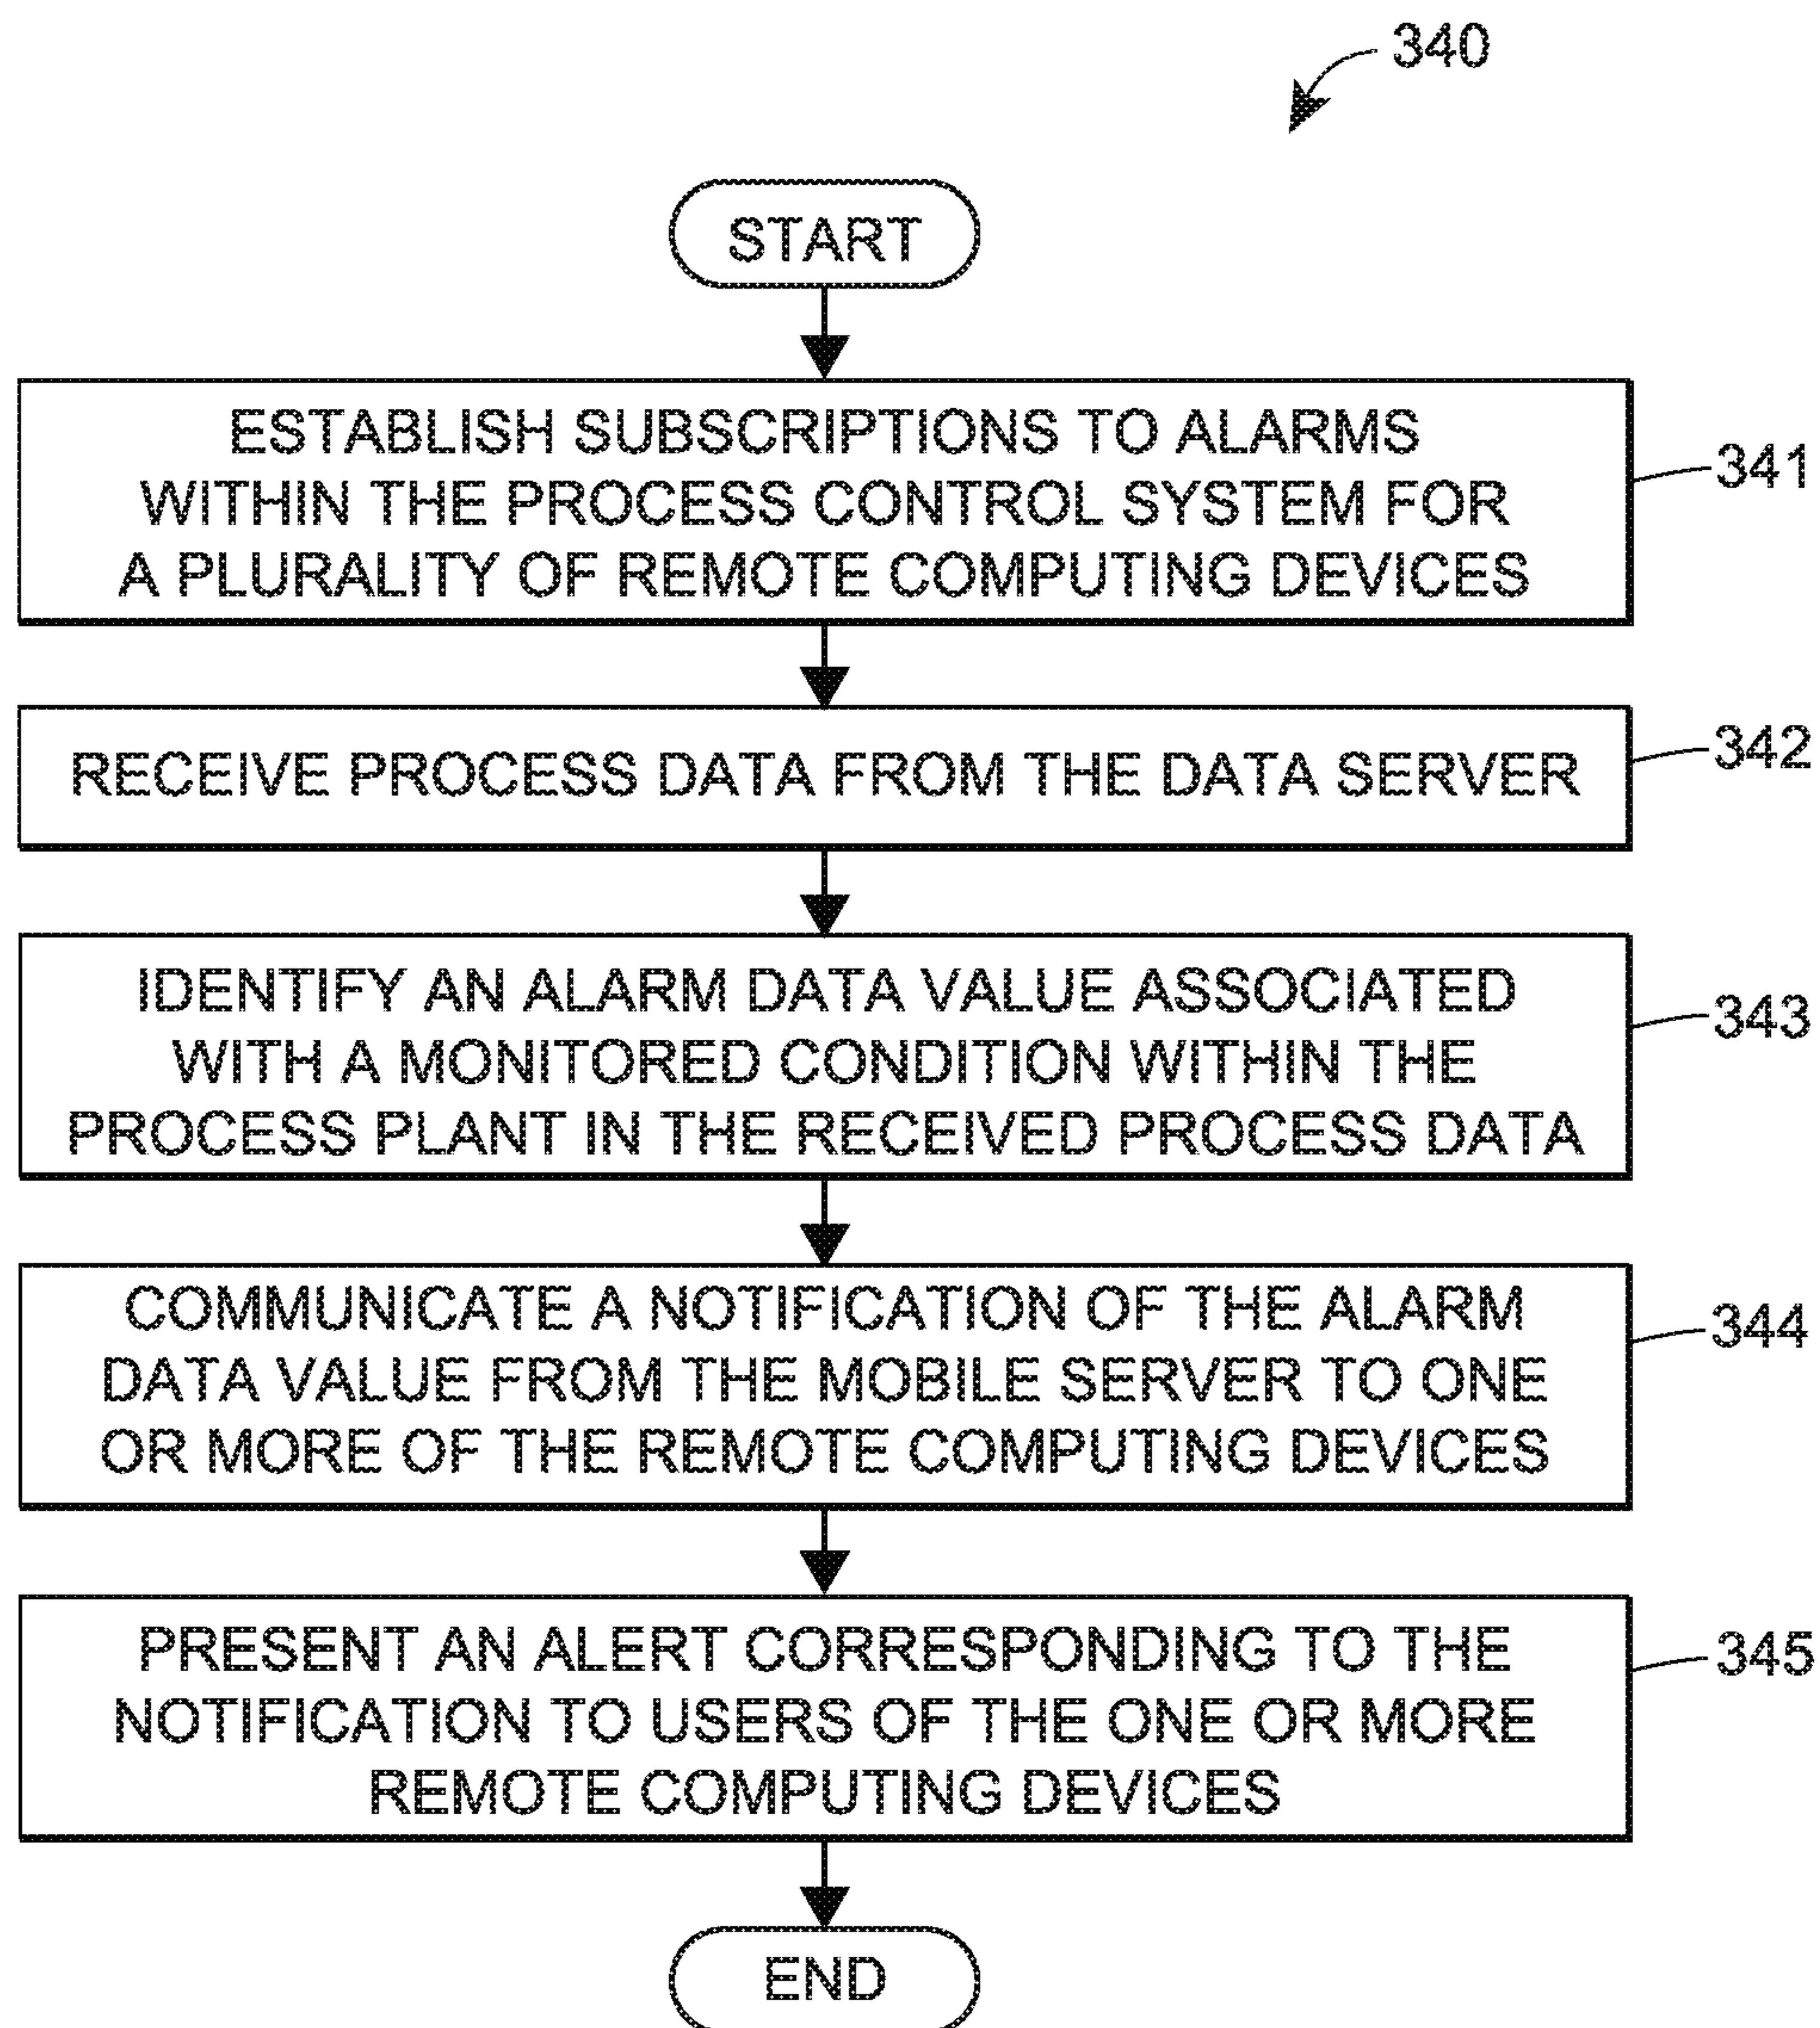 340
START
ESTABLISH SUBSCRIPTIONS TO ALARMS
WITHIN THE PROCESS CONTROL SYSTEM FOR
A PLURALITY OF REMOTE COMPUTING DEVICES
341
RECEIVE PROCESS DATA FROM THE DATA SERVER
342
IDENTIFY AN ALARM DATA VALUE ASSOCIATED
WITH A MONITORED CONDITION WITHIN THE
PROCESS PLANT IN THE RECEIVED PROCESS DATA
343
COMMUNICATE A NOTIFICATION OF THE ALARM
DATA VALUE FROM THE MOBILE SERVER TO ONE
OR MORE OF THE REMOTE COMPUTING DEVICES
344
PRESENT AN ALERT CORRESPONDING TO THE
NOTIFICATION TO USERS OF THE ONE OR MORE
REMOTE COMPUTING DEVICES
345
END